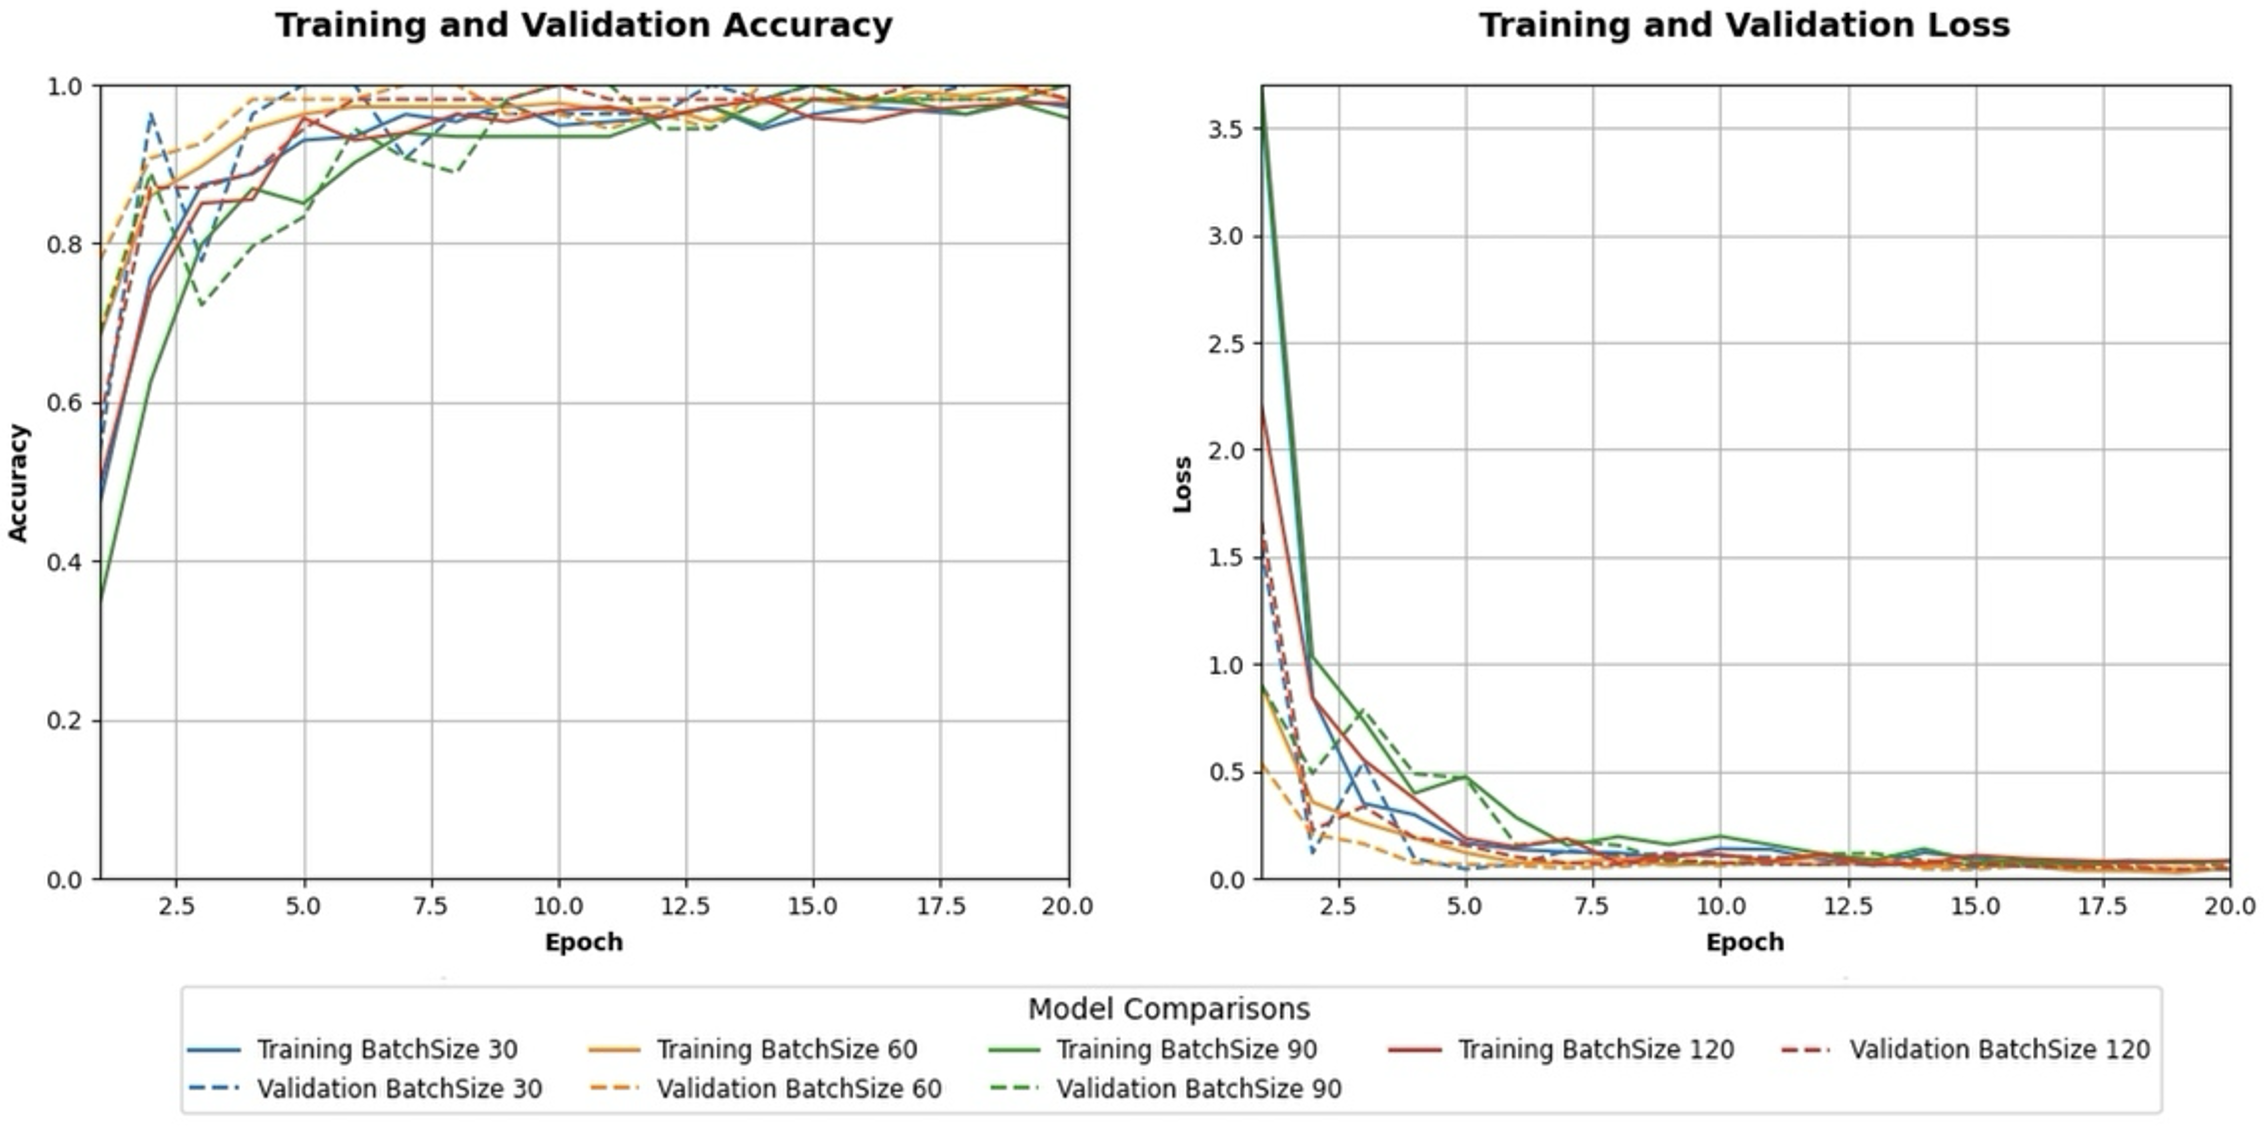 Training and Validation Accuracy
1.0
0.8
0.6
0.4
0.2
0.0
Accuracy
2.5 5.0 7.5 10.0 12.5 15.0 17.5 20.0
Epoch
Training and Validation Loss
3.5
3.0
2.5
2.0
1.5
1.0
0.5
0.0
Loss
2.5 5.0 7.5 10.0 12.5 15.0 17.5 20.0
Epoch
Model Comparisons
Training BatchSize 30 Training BatchSize 60 Training BatchSize 90 Training BatchSize 120 Validation BatchSize 120
Validation BatchSize 30 Validation BatchSize 60 Validation BatchSize 90